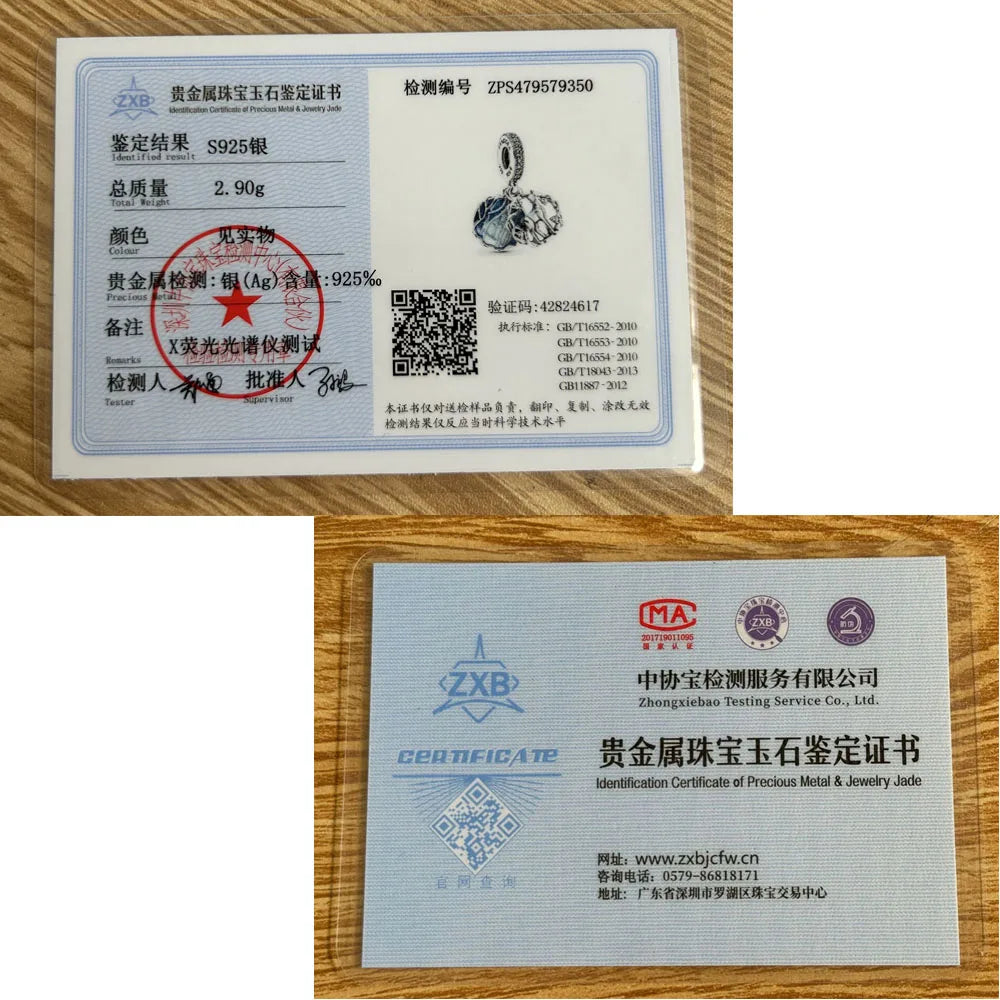 ZXB
贵金属珠宝玉石鉴定证书
Identification Certificate of Precious Metal & Jewelry Jade
鉴定结果 S925银
Identified result
总质量 2.90g
Total Weight
颜色 见实物
Colour
贵金属检测:银(Ag)含量:925‰
Precious Metal
备注
Remarks
X荧光光谱仪测试
检测人 批准人
Tester Supervisor
检测编号 ZPS479579350
验证码:42824617
执行标准: GB/T16552-2010
GB/T16553-2010
GB/T16554-2010
GB/T18043-2013
GB11887-2012
本证书仅对送检样品负责,翻印、复制、涂改无效
检测结果仅反应当时科学技术水平
ZXB
CERTIFICATE
官网查询
MA
201719011095
国家认证
ZXB
中协宝检测服务有限公司
Zhongxiebao Testing Service Co., Ltd.
贵金属珠宝玉石鉴定证书
Identification Certificate of Precious Metal & Jewelry Jade
网址: www.zxbjcfw.cn
咨询电话: 0579-86818171
地址: 广东省深圳市罗湖区珠宝交易中心